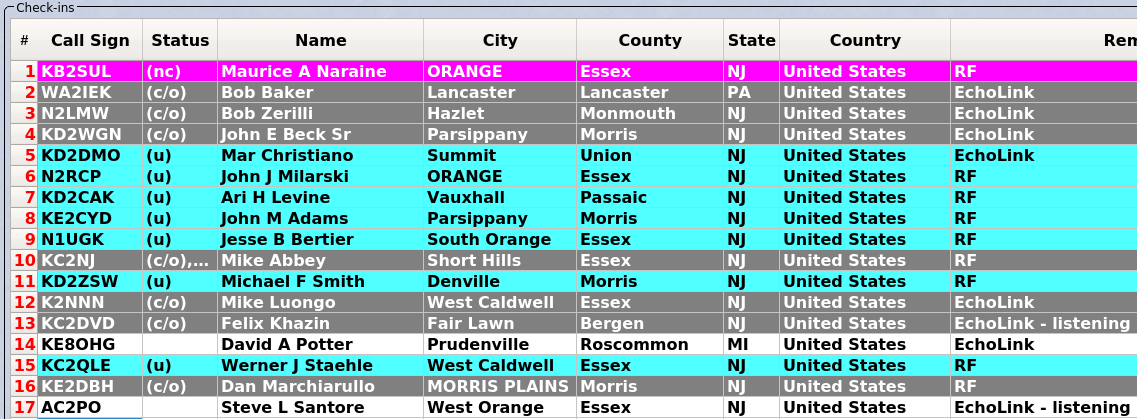 Check-ins
# Call Sign Status Name City County State Country Rem
1 KB2SUL (nc) Maurice A Naraine ORANGE Essex NJ United States RF
2 WA2IEK (c/o) Bob Baker Lancaster Lancaster PA United States EchoLink
3 N2LMW (c/o) Bob Zerilli Hazlet Monmouth NJ United States EchoLink
4 KD2WGN (c/o) John E Beck Sr Parsippany Morris NJ United States EchoLink
5 KD2DMO (u) Mar Christiano Summit Union NJ United States EchoLink
6 N2RCP (u) John J Milarski ORANGE Essex NJ United States RF
7 KD2CAK (u) Ari H Levine Vauxhall Passaic NJ United States RF
8 KE2CYD (u) John M Adams Parsippany Morris NJ United States RF
9 N1UGK (u) Jesse B Bertier South Orange Essex NJ United States RF
10 KC2NJ (c/o),... Mike Abbey Short Hills Essex NJ United States RF
11 KD2ZSW (u) Michael F Smith Denville Morris NJ United States RF
12 K2NNN (c/o) Mike Luongo West Caldwell Essex NJ United States EchoLink
13 KC2DVD (c/o) Felix Khazin Fair Lawn Bergen NJ United States EchoLink - listening
14 KE8OHG David A Potter Prudenville Roscommon MI United States EchoLink
15 KC2QLE (u) Werner J Staehle West Caldwell Essex NJ United States RF
16 KE2DBH (c/o) Dan Marchiarullo MORRIS PLAINS Morris NJ United States RF
17 AC2PO Steve L Santore West Orange Essex NJ United States EchoLink - listening